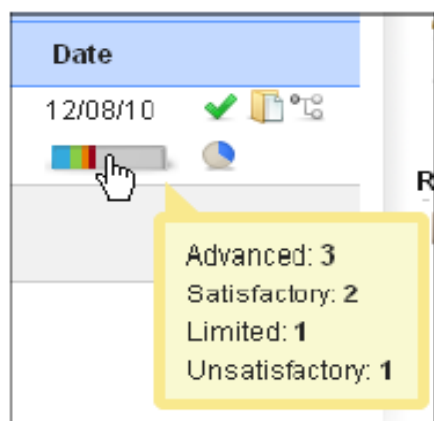 Date
12/08/10
R
Advanced: 3
Satisfactory: 2
Limited: 1
Unsatisfactory: 1